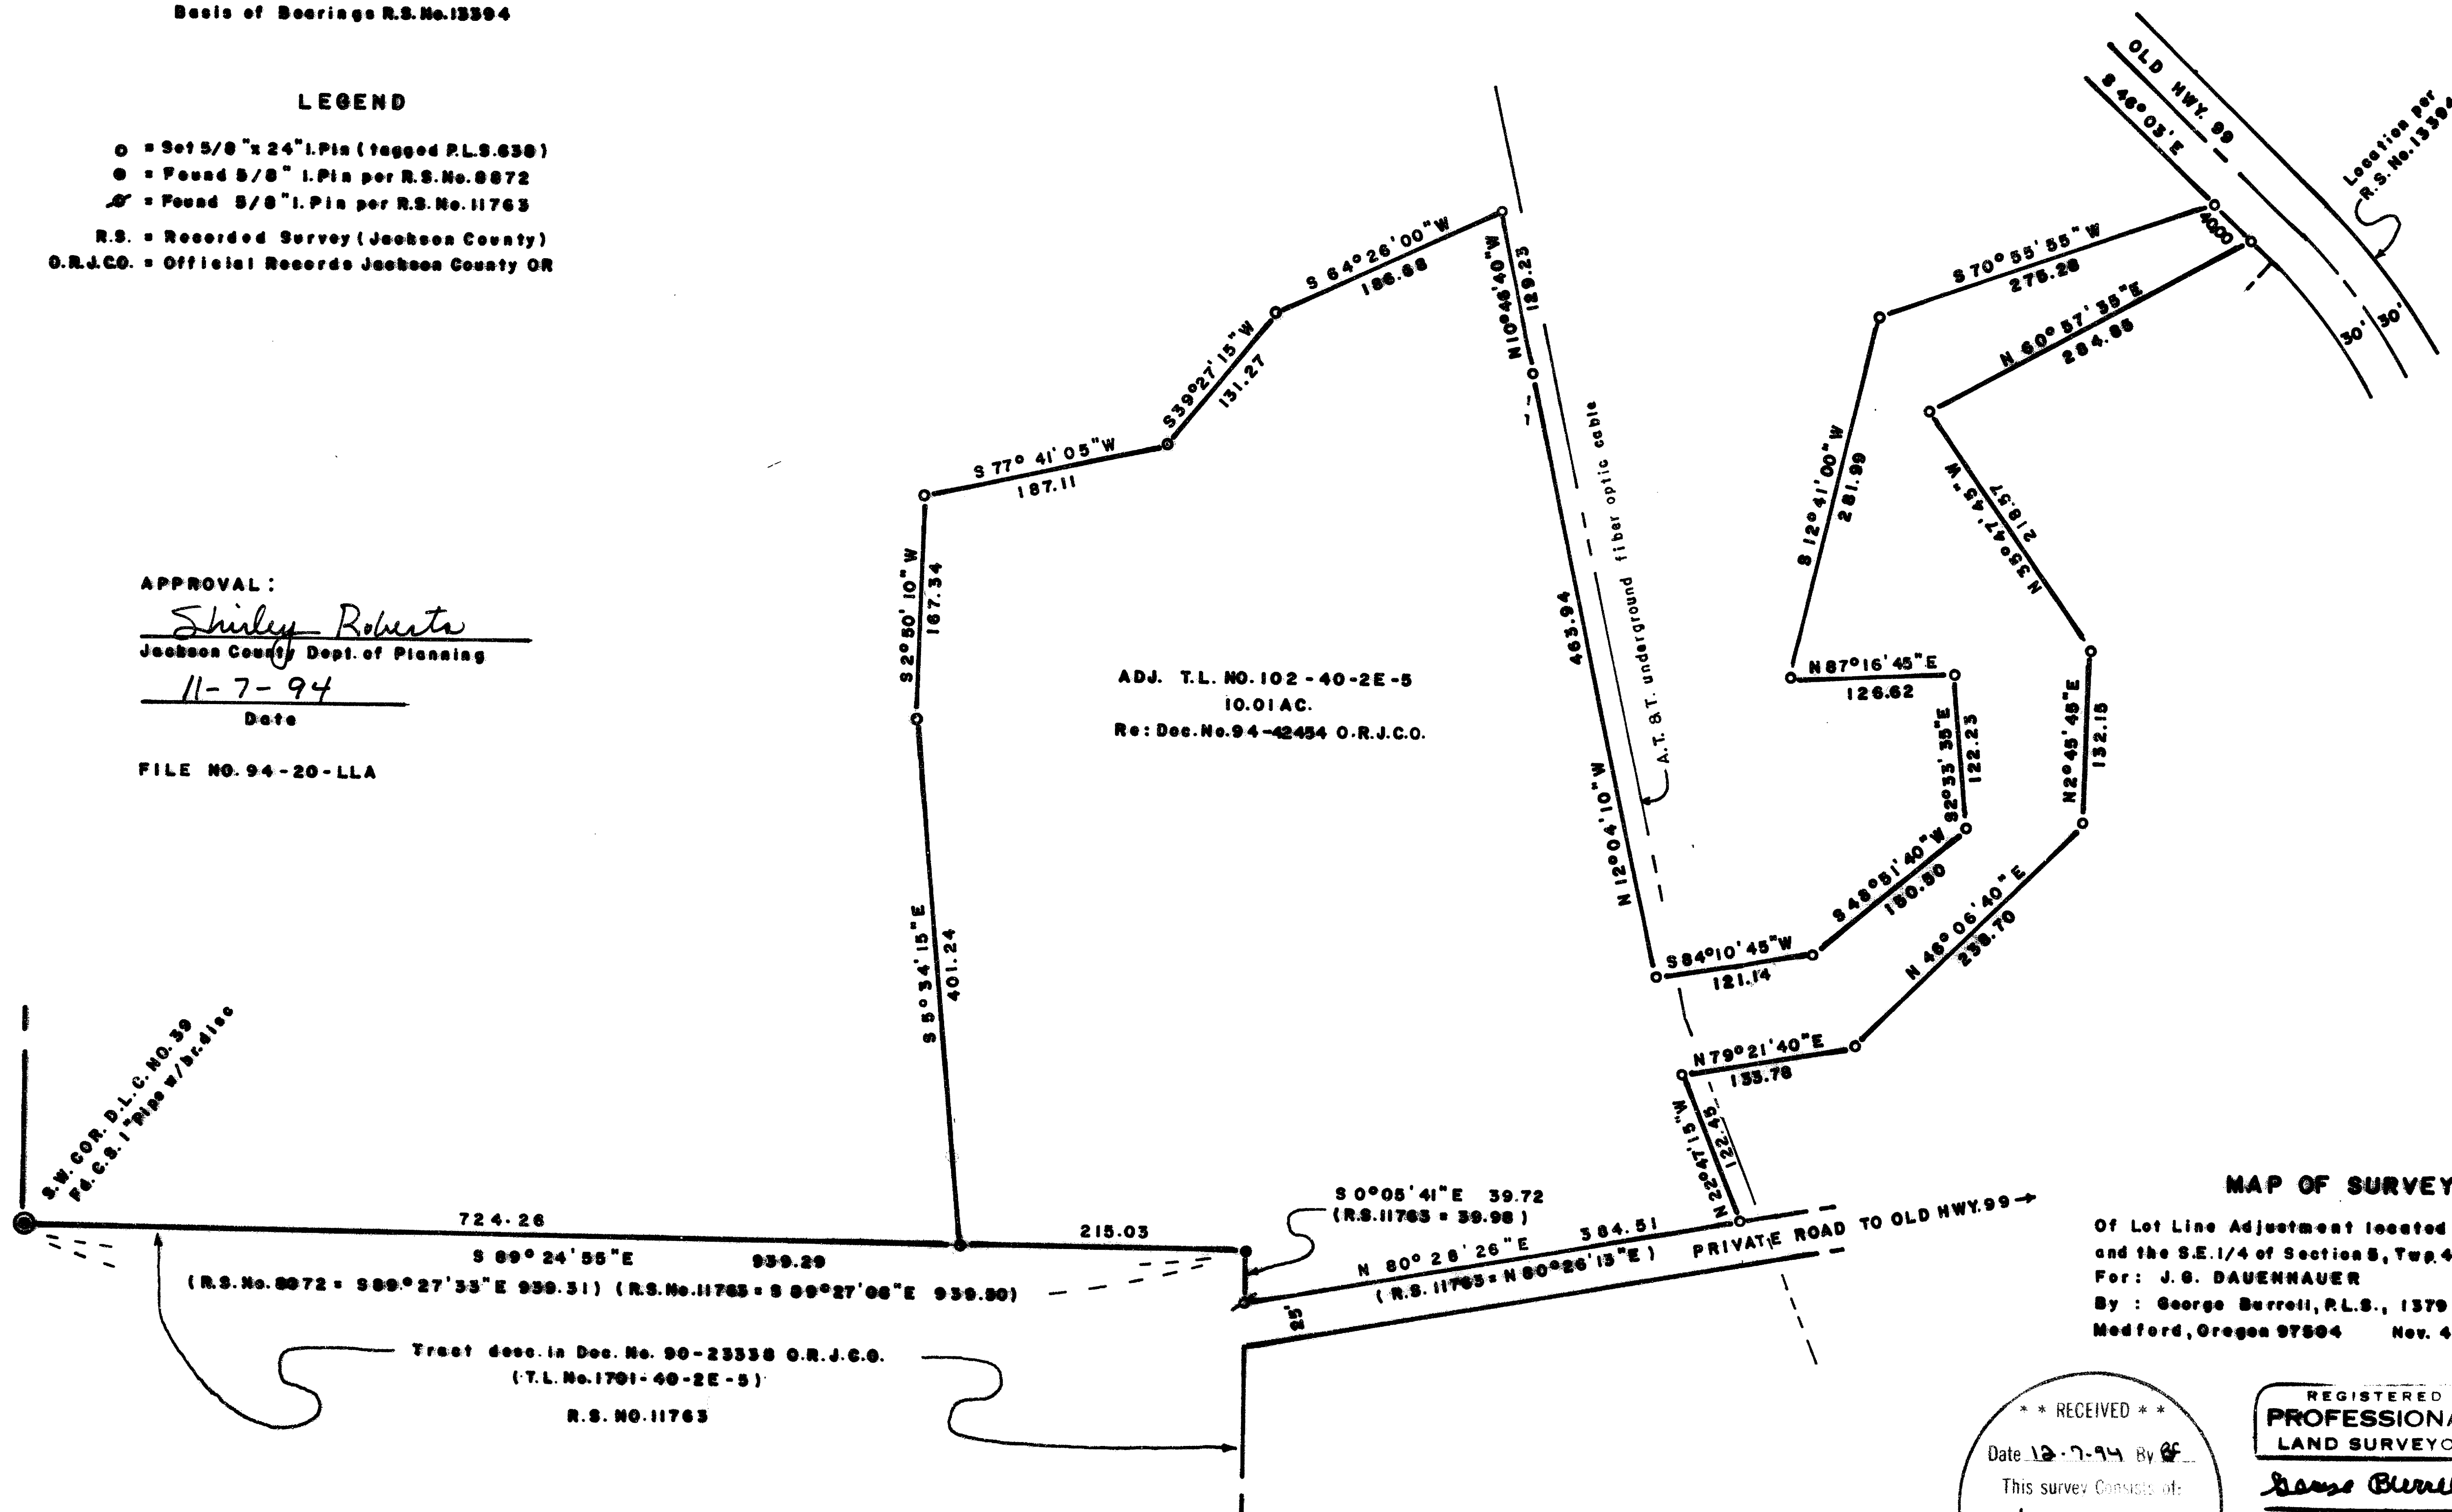 Basis of Bearings R.S. No. 13394
LEGEND
o = Set 5/8" x 24" I.Pin (tagged P.L.S. 638)
● = Found 5/8" I.Pin per R.S. No. 8872
= Found 5/8" I.Pin per R.S. No. 11763
R.S. = Recorded Survey (Jackson County)
O.R.J.C.O. = Official Records Jackson County OR
APPROVAL:
Shirley Roberts
Jackson County Dept. of Planning
11-7-94
Date
FILE NO. 94-20-LLA
OLD HWY. 99
S 46°03' E
40.00
Location per
R.S. No. 13394
30' 30'
S 64°26'00" W
186.68
N 10°46'40" W
129.23
S 39°27'15" W
131.27
S 77°41'05" W
187.11
S 2°50'10" W
167.34
S 5°34'15" E
401.24
S 70°55'55" W
275.28
N 60°57'35" E
284.85
S 12°41'00" W
281.99
N 35°47'45" W
218.57
N 87°16'45" E
126.62
S 2°33'35" E
122.23
N 2°45'45" E
132.15
S 48°51'40" W
150.50
N 46°06'40" E
238.70
S 84°10'45" W
121.14
N 79°21'40" E
133.78
N 22°47'15" W
122.45
463.94
N 12°04'10" W
A.T. & T. underground fiber optic cable
ADJ. T.L. NO. 102-40-2E-5
10.01 AC.
Re: Doc. No. 94-42454 O.R.J.C.O.
S.W. COR. D.L.C. NO. 39
Fd. C.S. 1" Pipe w/br. disc
724.26
215.03
S 89°24'55" E 939.29
(R.S. No. 8872 = S 89°27'33" E 939.31) (R.S. No. 11763 = S 89°27'06" E 939.50)
S 0°05'41" E 39.72
(R.S. 11763 = 39.98)
N 80°28'26" E 384.51
(R.S. 11763 = N 80°26'13" E)
PRIVATE ROAD TO OLD HWY. 99
25'
Tract desc. in Doc. No. 90-23338 O.R.J.C.O.
(T.L. No. 1701-40-2E-5)
R.S. NO. 11763
MAP OF SURVEY
Of Lot Line Adjustment located
and the S.E. 1/4 of Section 5, Twp. 4
For: J.G. DAUENHAUER
By: George Burrell, P.L.S., 1379
Medford, Oregon 97504 Nov. 4
* * RECEIVED * *
Date 12-7-94 By BF
This survey Consists of:
REGISTERED
PROFESSIONA
LAND SURVEYO
George Burrell